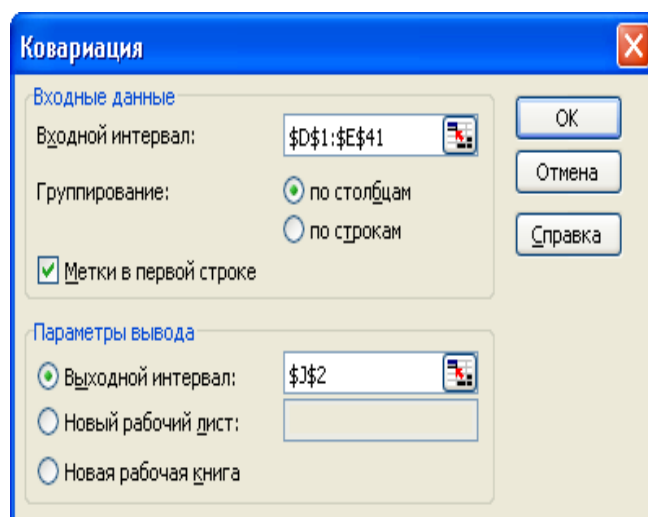 Ковариация
Входные данные
Входной интервал: $D$1:$E$41
Группирование: по столбцам
по строкам
Метки в первой строке
OK
Отмена
Справка
Параметры вывода
Выходной интервал: $J$2
Новый рабочий лист:
Новая рабочая книга